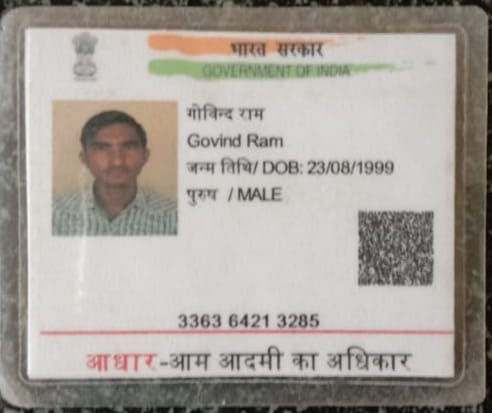 भारत सरकार
GOVERNMENT OF INDIA
गोविन्द राम
Govind Ram
जन्म तिथि/ DOB: 23/08/1999
पुरुष / MALE
3363 6421 3285
आधार-आम आदमी का अधिकार